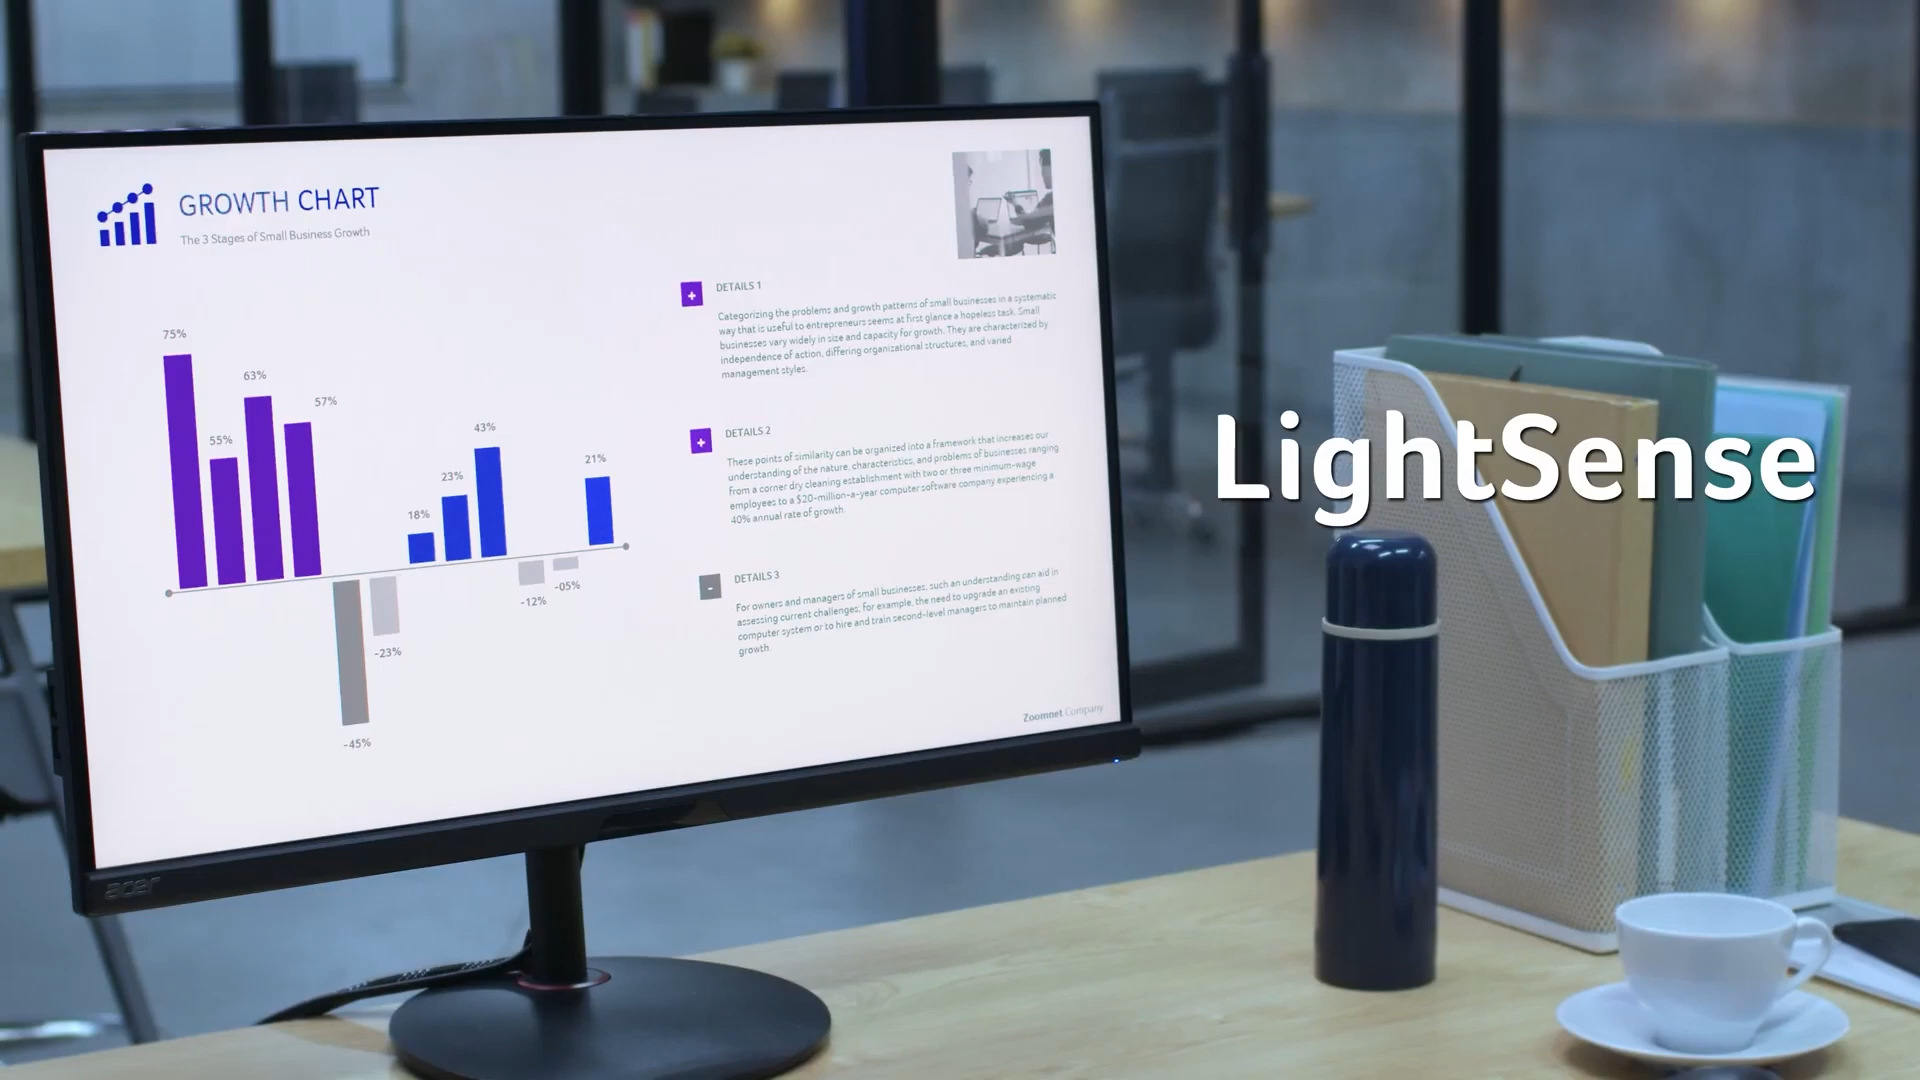 GROWTH CHART
The 3 Stages of Small Business Growth
75%
55%
63%
57%
-45%
-23%
18%
23%
43%
-12%
-05%
21%
+
DETAILS 1
Categorizing the problems and growth patterns of small businesses in a systematic
way that is useful to entrepreneurs seems at first glance a hopeless task. Small
businesses vary widely in size and capacity for growth. They are characterized by
independence of action, differing organizational structures, and varied
management styles.
+
DETAILS 2
These points of similarity can be organized into a framework that increases our
understanding of the nature, characteristics, and problems of businesses ranging
from a corner dry cleaning establishment with two or three minimum-wage
employees to a $20-million-a-year computer software company experiencing a
40% annual rate of growth.
-
DETAILS 3
For owners and managers of small businesses, such an understanding can aid in
assessing current challenges; for example, the need to upgrade an existing
computer system or to hire and train second-level managers to maintain planned
growth.
Zoomnet Company
acer
LightSense